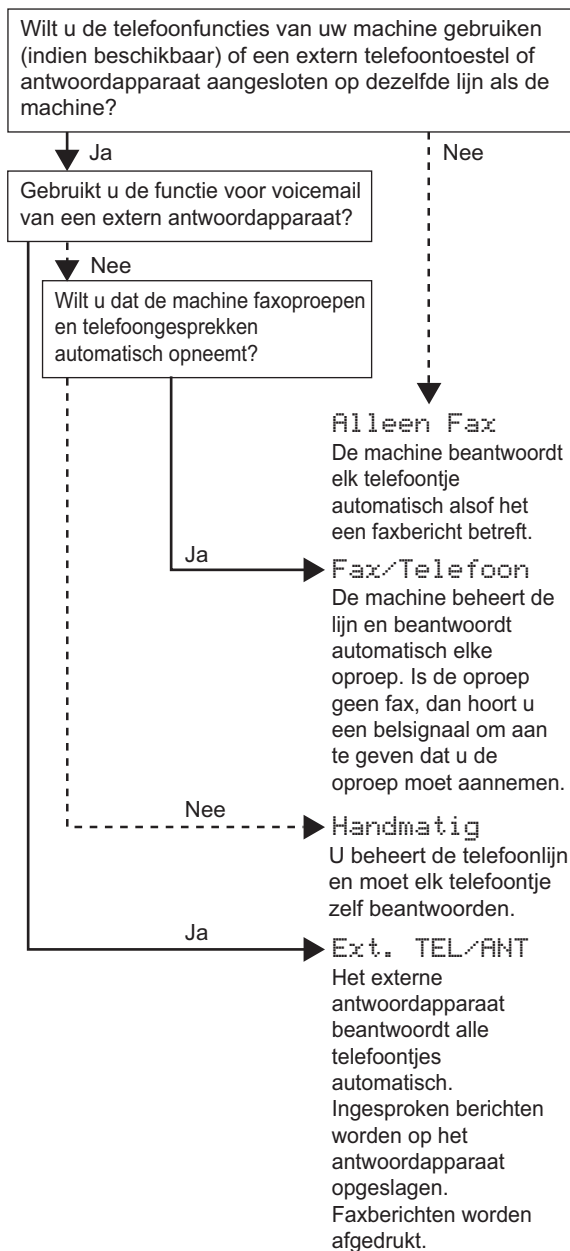 Wilt u de telefoonfuncties van uw machine gebruiken
(indien beschikbaar) of een extern telefoontoestel of
antwoordapparaat aangesloten op dezelfde lijn als de
machine?
Ja
Nee
Gebruikt u de functie voor voicemail
van een extern antwoordapparaat?
Nee
Wilt u dat de machine faxoproepen
en telefoongesprekken
automatisch opneemt?
Alleen Fax
De machine beantwoordt
elk telefoontje
automatisch alsof het
een faxbericht betreft.
Ja
Fax/Telefoon
De machine beheert de
lijn en beantwoordt
automatisch elke
oproep. Is de oproep
geen fax, dan hoort u
een belsignaal om aan
te geven dat u de
oproep moet aannemen.
Nee
Handmatig
U beheert de telefoonlijn
en moet elk telefoontje
zelf beantwoorden.
Ja
Ext. TEL/ANT
Het externe
antwoordapparaat
beantwoordt alle
telefoontjes
automatisch.
Ingesproken berichten
worden op het
antwoordapparaat
opgeslagen.
Faxberichten worden
afgedrukt.